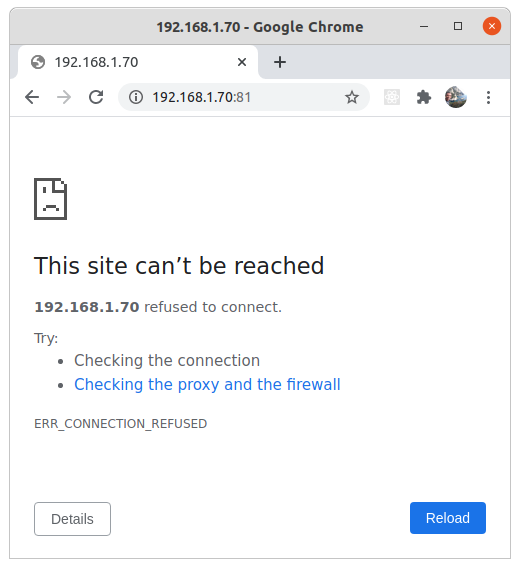 192.168.1.70 - Google Chrome
192.168.1.70
192.168.1.70:81
This site can’t be reached
192.168.1.70 refused to connect.
Try:
• Checking the connection
• Checking the proxy and the firewall
ERR_CONNECTION_REFUSED
Details
Reload